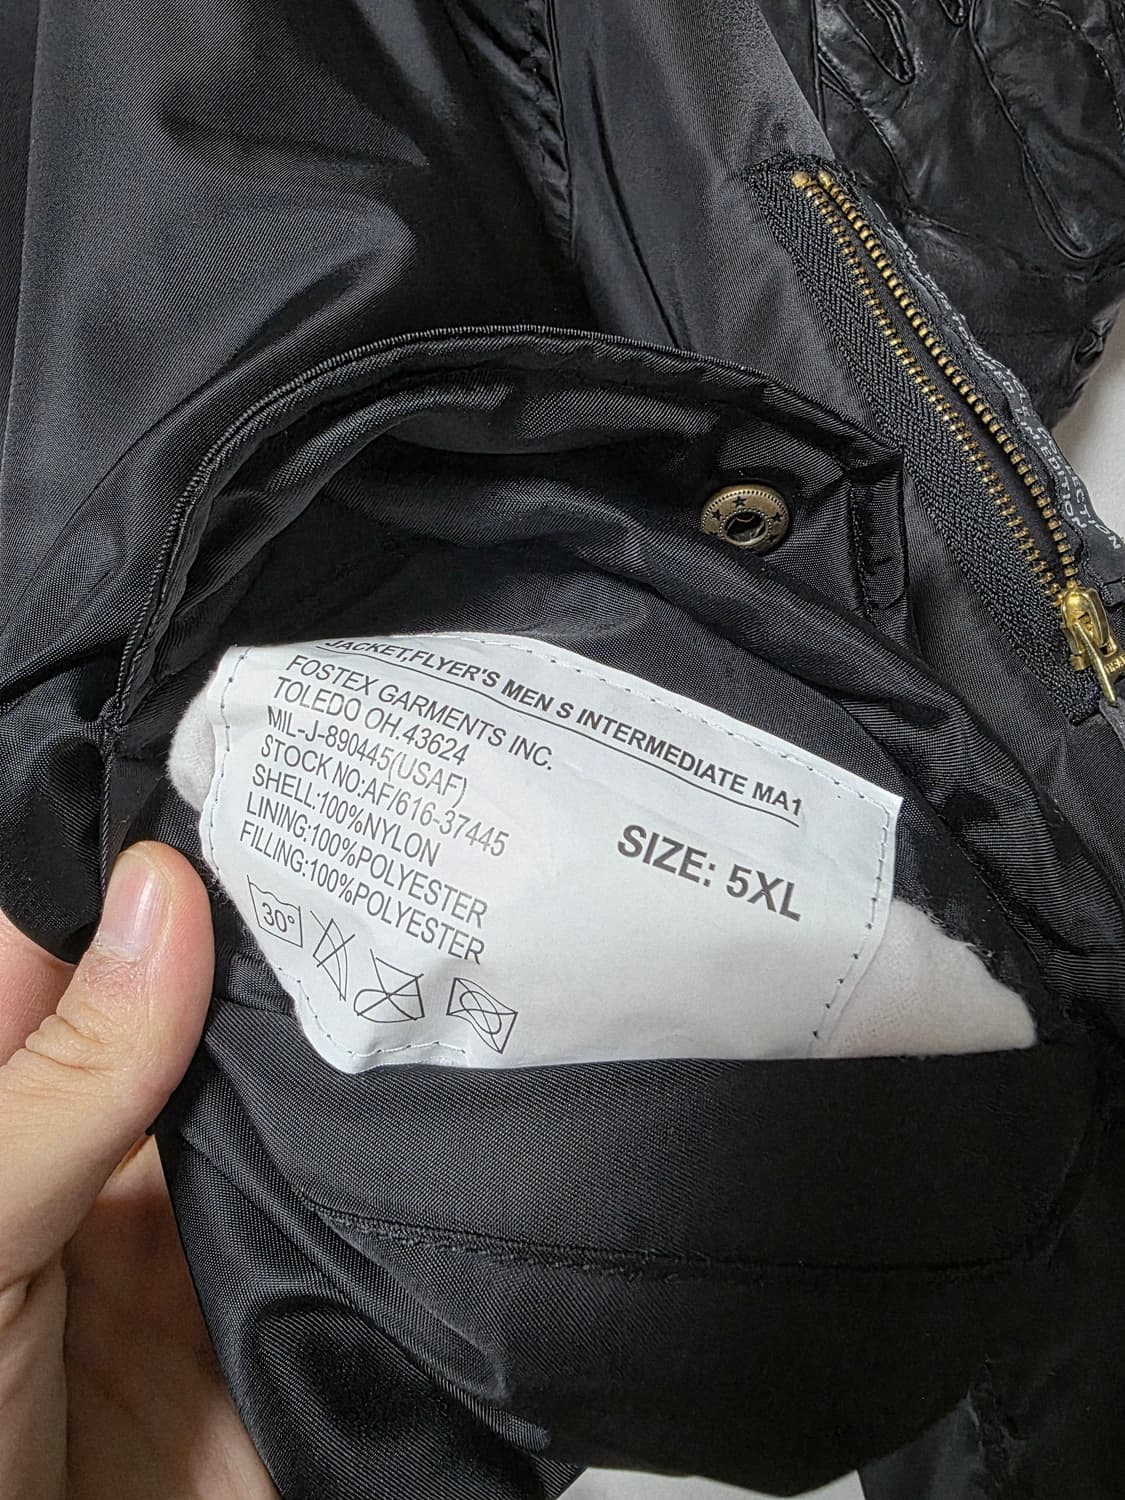 JACKET,FLYER'S MEN S INTERMEDIATE MA1
FOSTEX GARMENTS INC.
TOLEDO OH.43624
MIL-J-890445(USAF)
STOCK NO:AF/616-37445
SHELL:100%NYLON
LINING:100%POLYESTER
FILLING:100%POLYESTER
SIZE: 5XL
30°